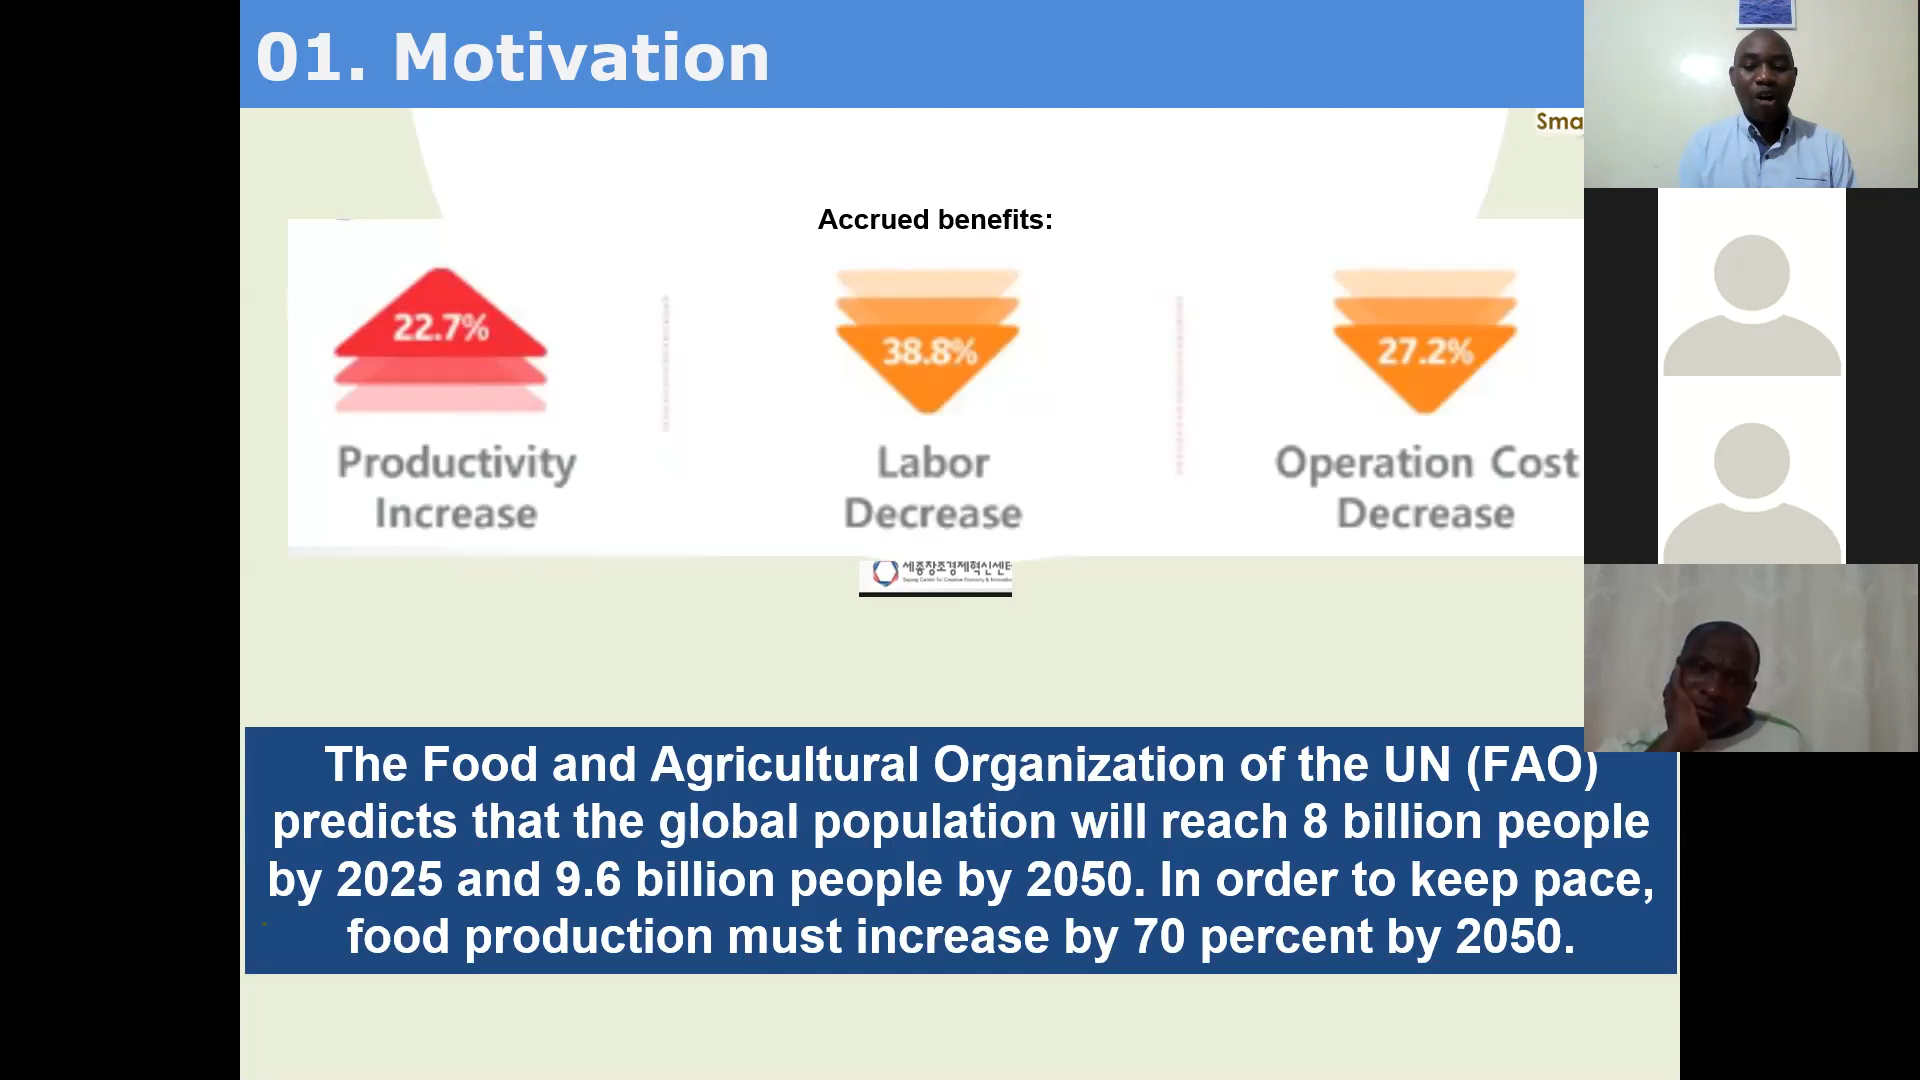 01. Motivation
Sma
Accrued benefits:
22.7%
38.8%
27.2%
Productivity
Increase
Labor
Decrease
Operation Cost
Decrease
세종창조경제혁신센터
The Food and Agricultural Organization of the UN (FAO)
predicts that the global population will reach 8 billion people
by 2025 and 9.6 billion people by 2050. In order to keep pace,
food production must increase by 70 percent by 2050.